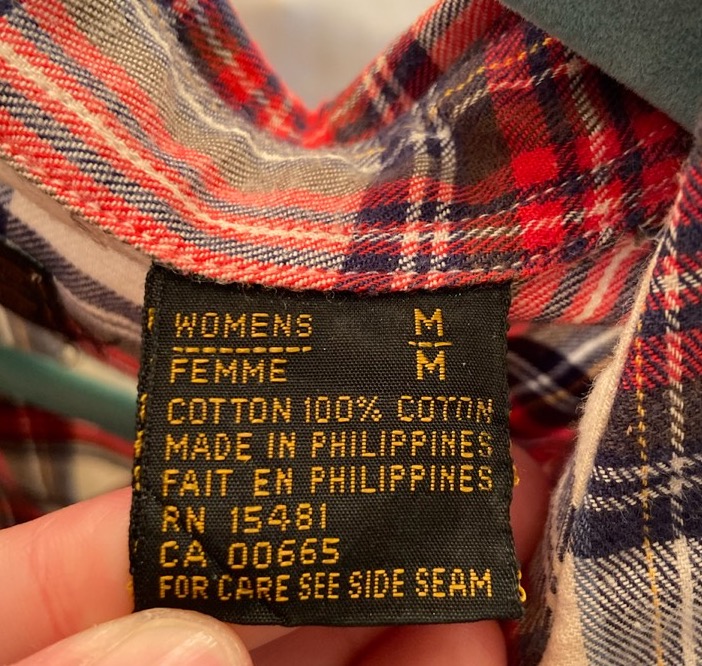 WOMENS M
FEMME M
COTTON 100% COTON
MADE IN PHILIPPINES
FAIT EN PHILIPPINES
RN 15481
CA 00665
FOR CARE SEE SIDE SEAM